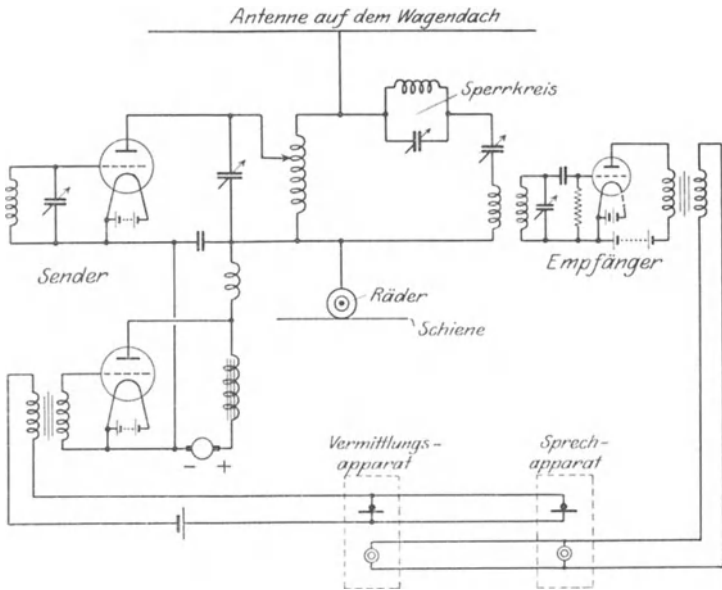 Antenne auf dem Wagendach
Sperrkreis
Sender
Empfänger
Räder
Schiene
- +
Vermittlungs-
apparat
Sprech-
apparat